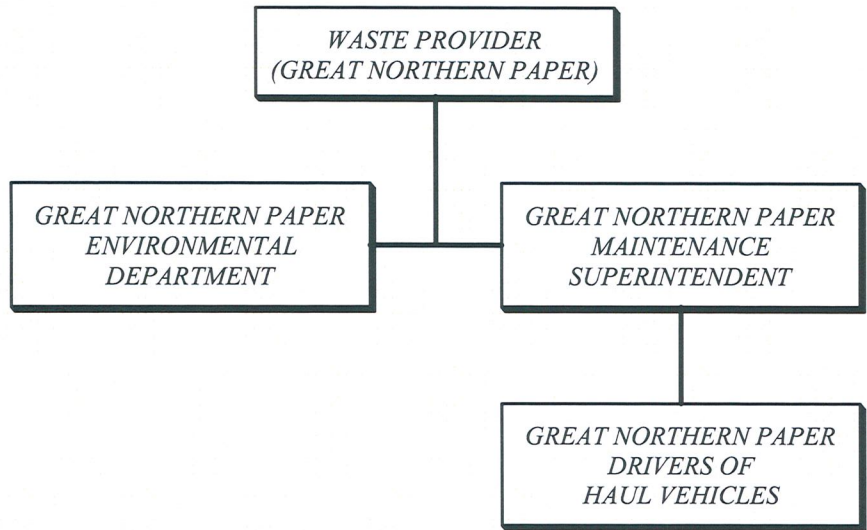 WASTE PROVIDER
(GREAT NORTHERN PAPER)
GREAT NORTHERN PAPER
ENVIRONMENTAL
DEPARTMENT
GREAT NORTHERN PAPER
MAINTENANCE
SUPERINTENDENT
GREAT NORTHERN PAPER
DRIVERS OF
HAUL VEHICLES